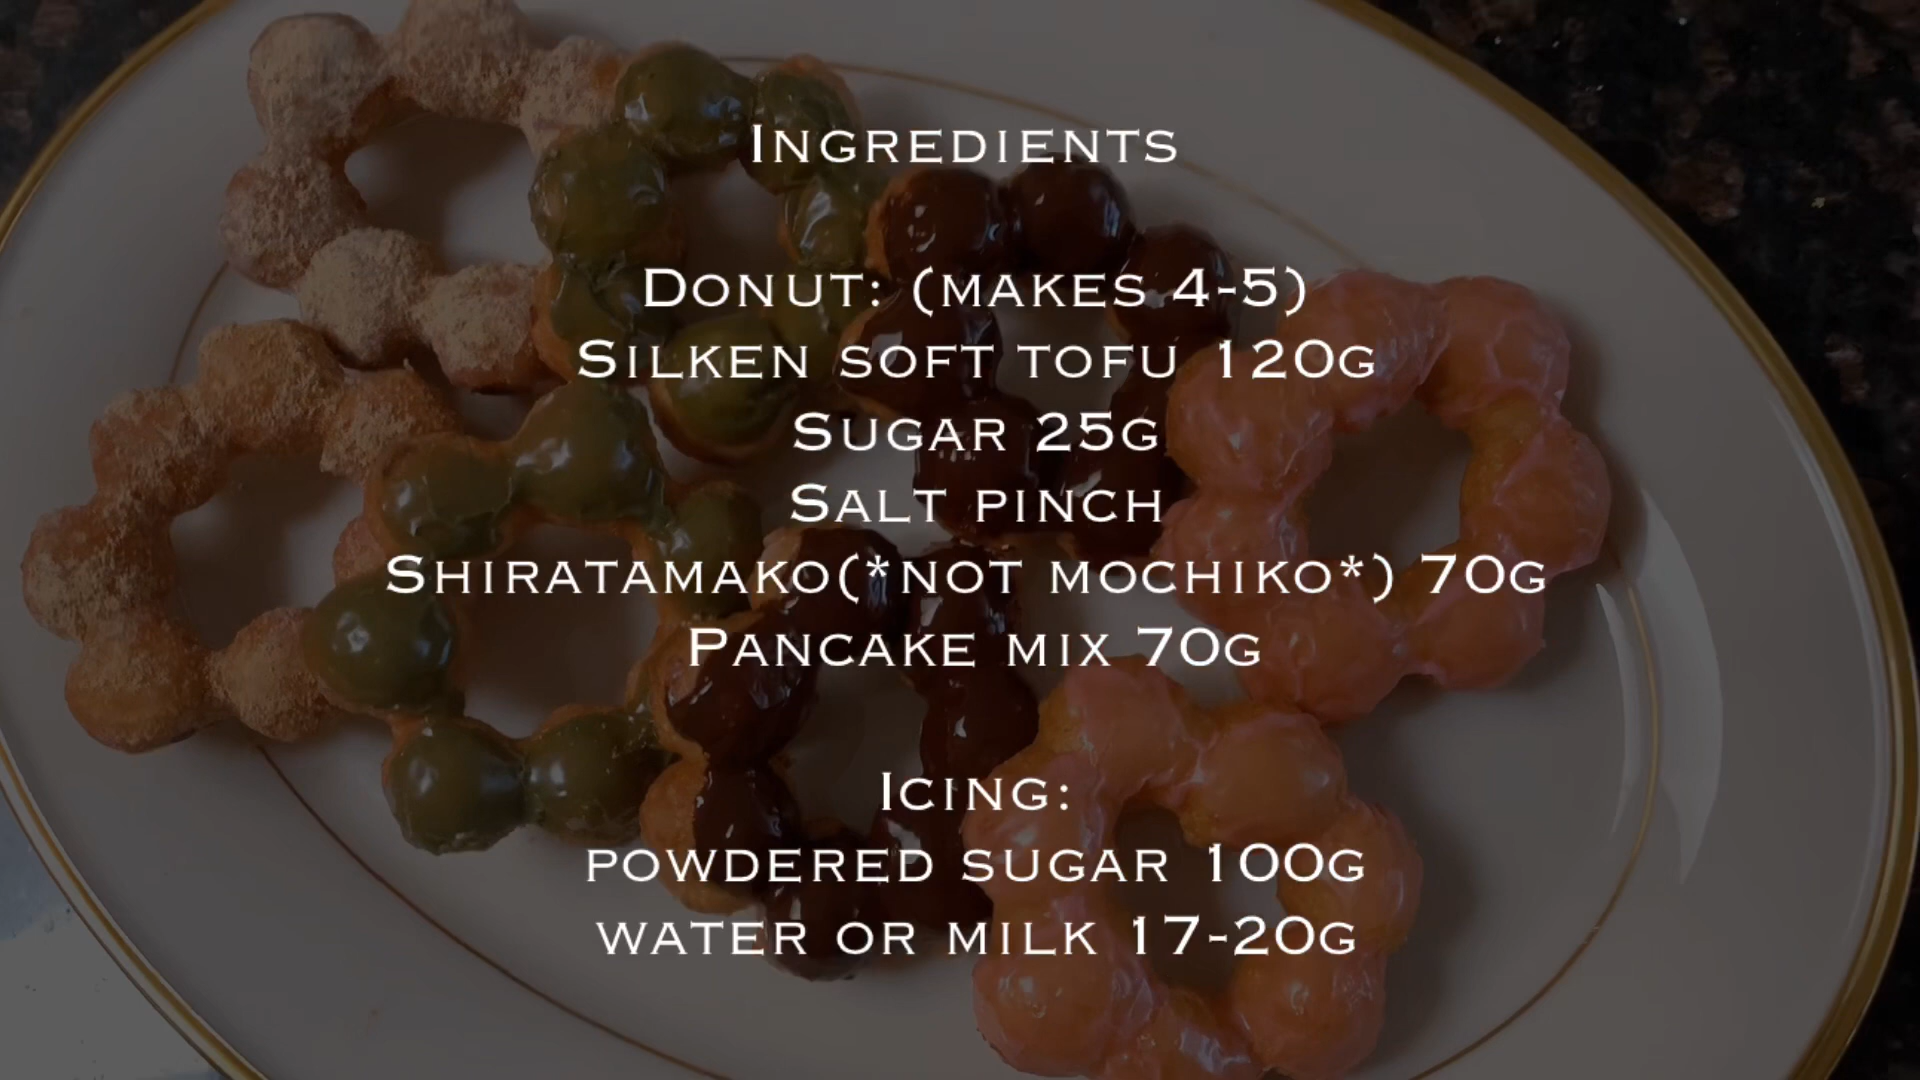 Ingredients
Donut: (makes 4-5)
Silken soft tofu 120g
Sugar 25g
Salt pinch
Shiratamako(*not mochiko*) 70g
Pancake mix 70g
Icing:
powdered sugar 100g
water or milk 17-20g